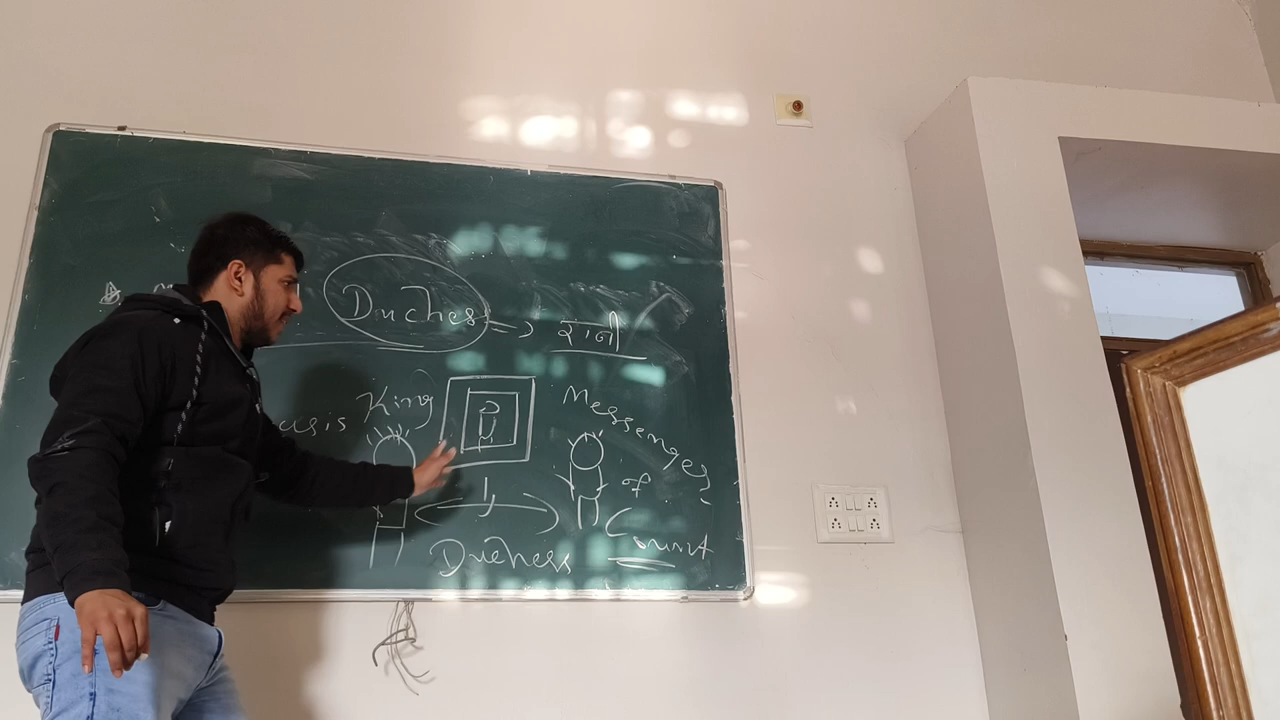 Duches => रानी
King
Messenger
of
Count
Duchess